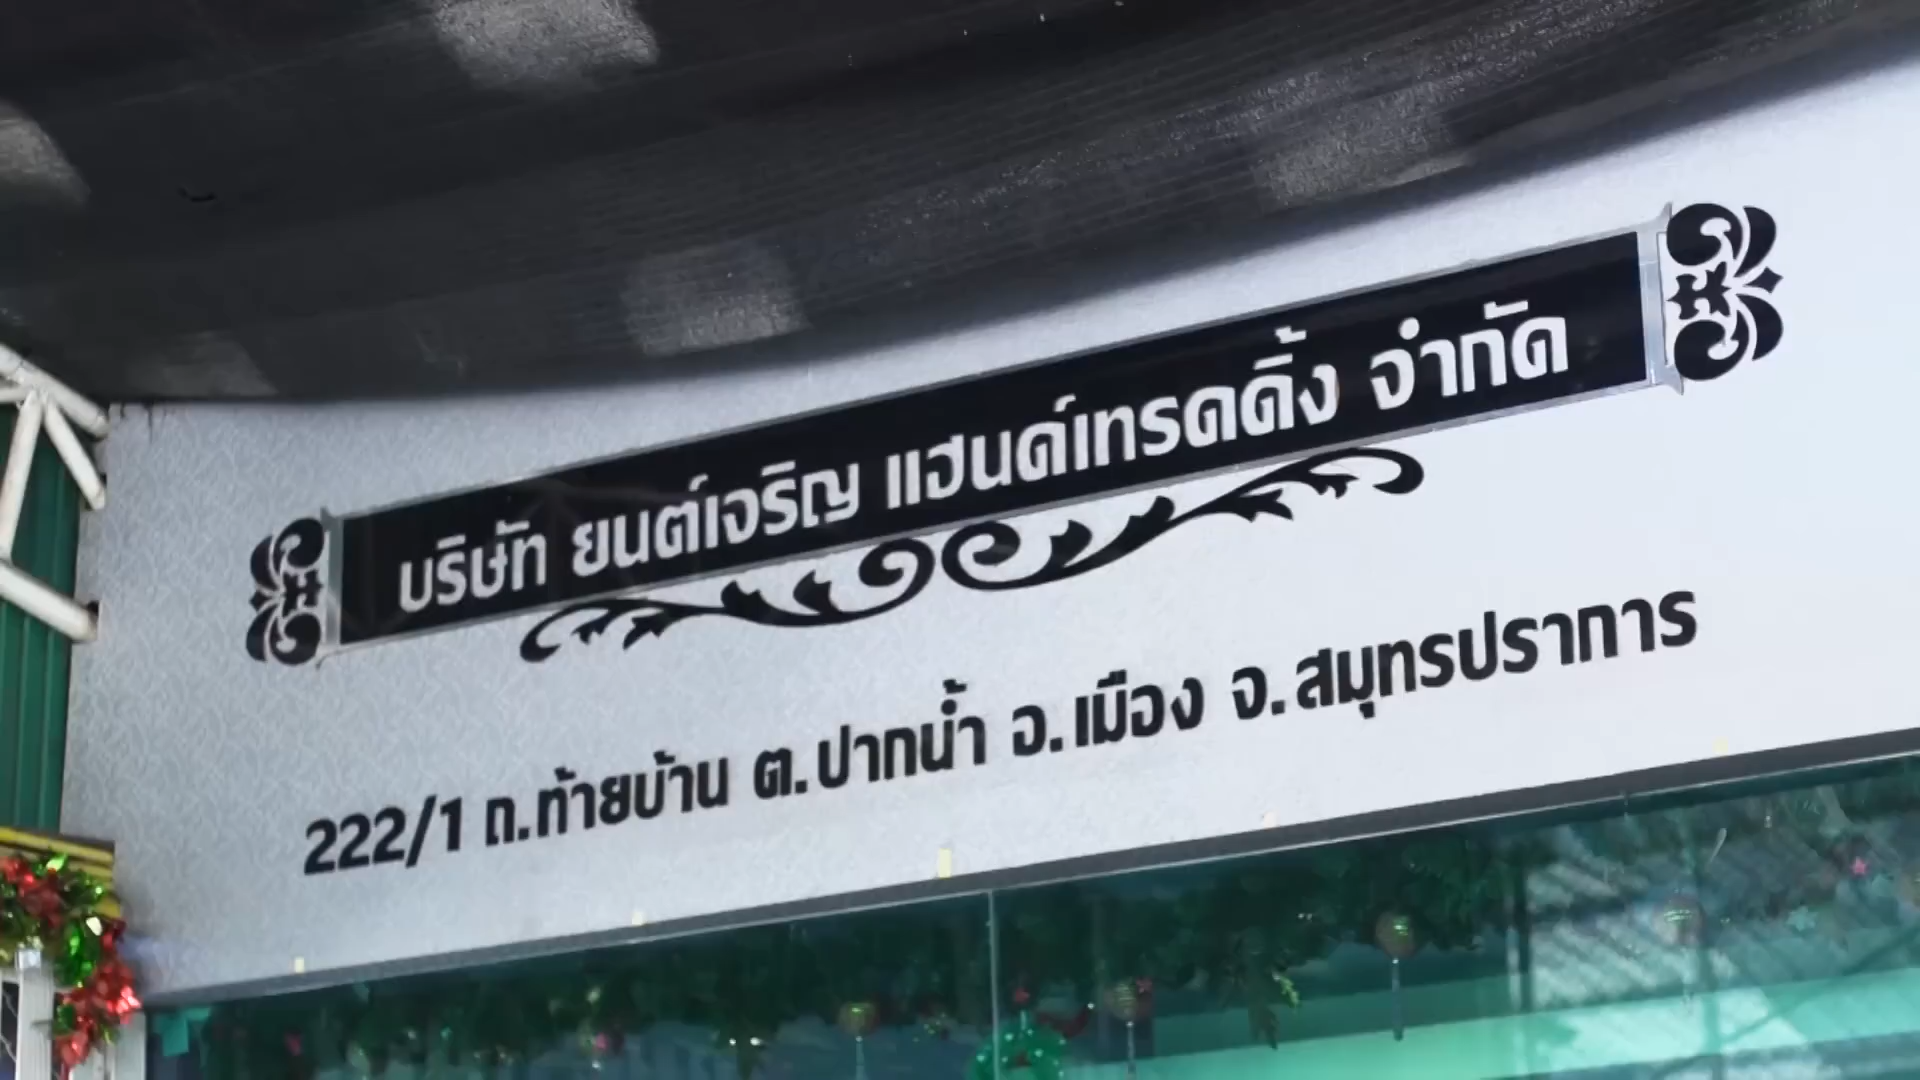 บริษัท ยนต์เจริญ แฮนด์เทรดดิ้ง จำกัด
222/1 ถ.ท้ายบ้าน ต.ปากน้ำ อ.เมือง จ.สมุทรปราการ